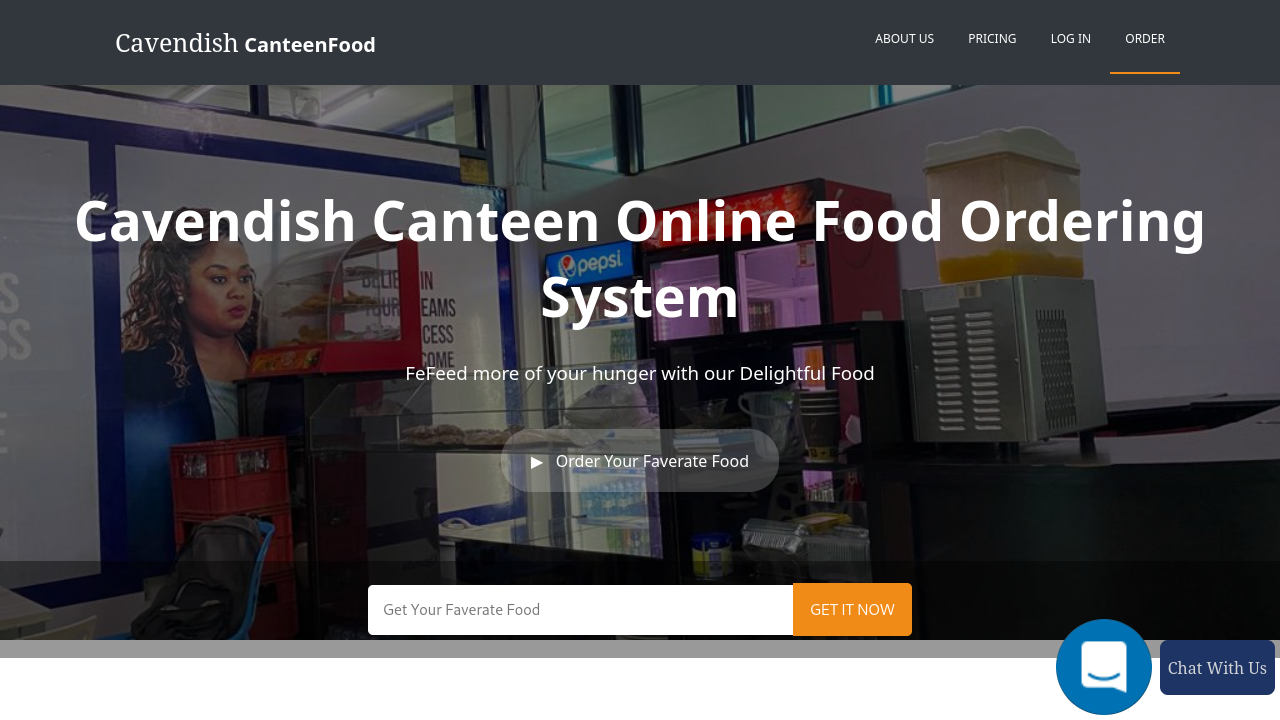 Cavendish CanteenFood
ABOUT US PRICING LOG IN ORDER
Cavendish Canteen Online Food Ordering
System
pepsi
FeFeed more of your hunger with our Delightful Food
▶ Order Your Faverate Food
Get Your Faverate Food
GET IT NOW
Chat With Us